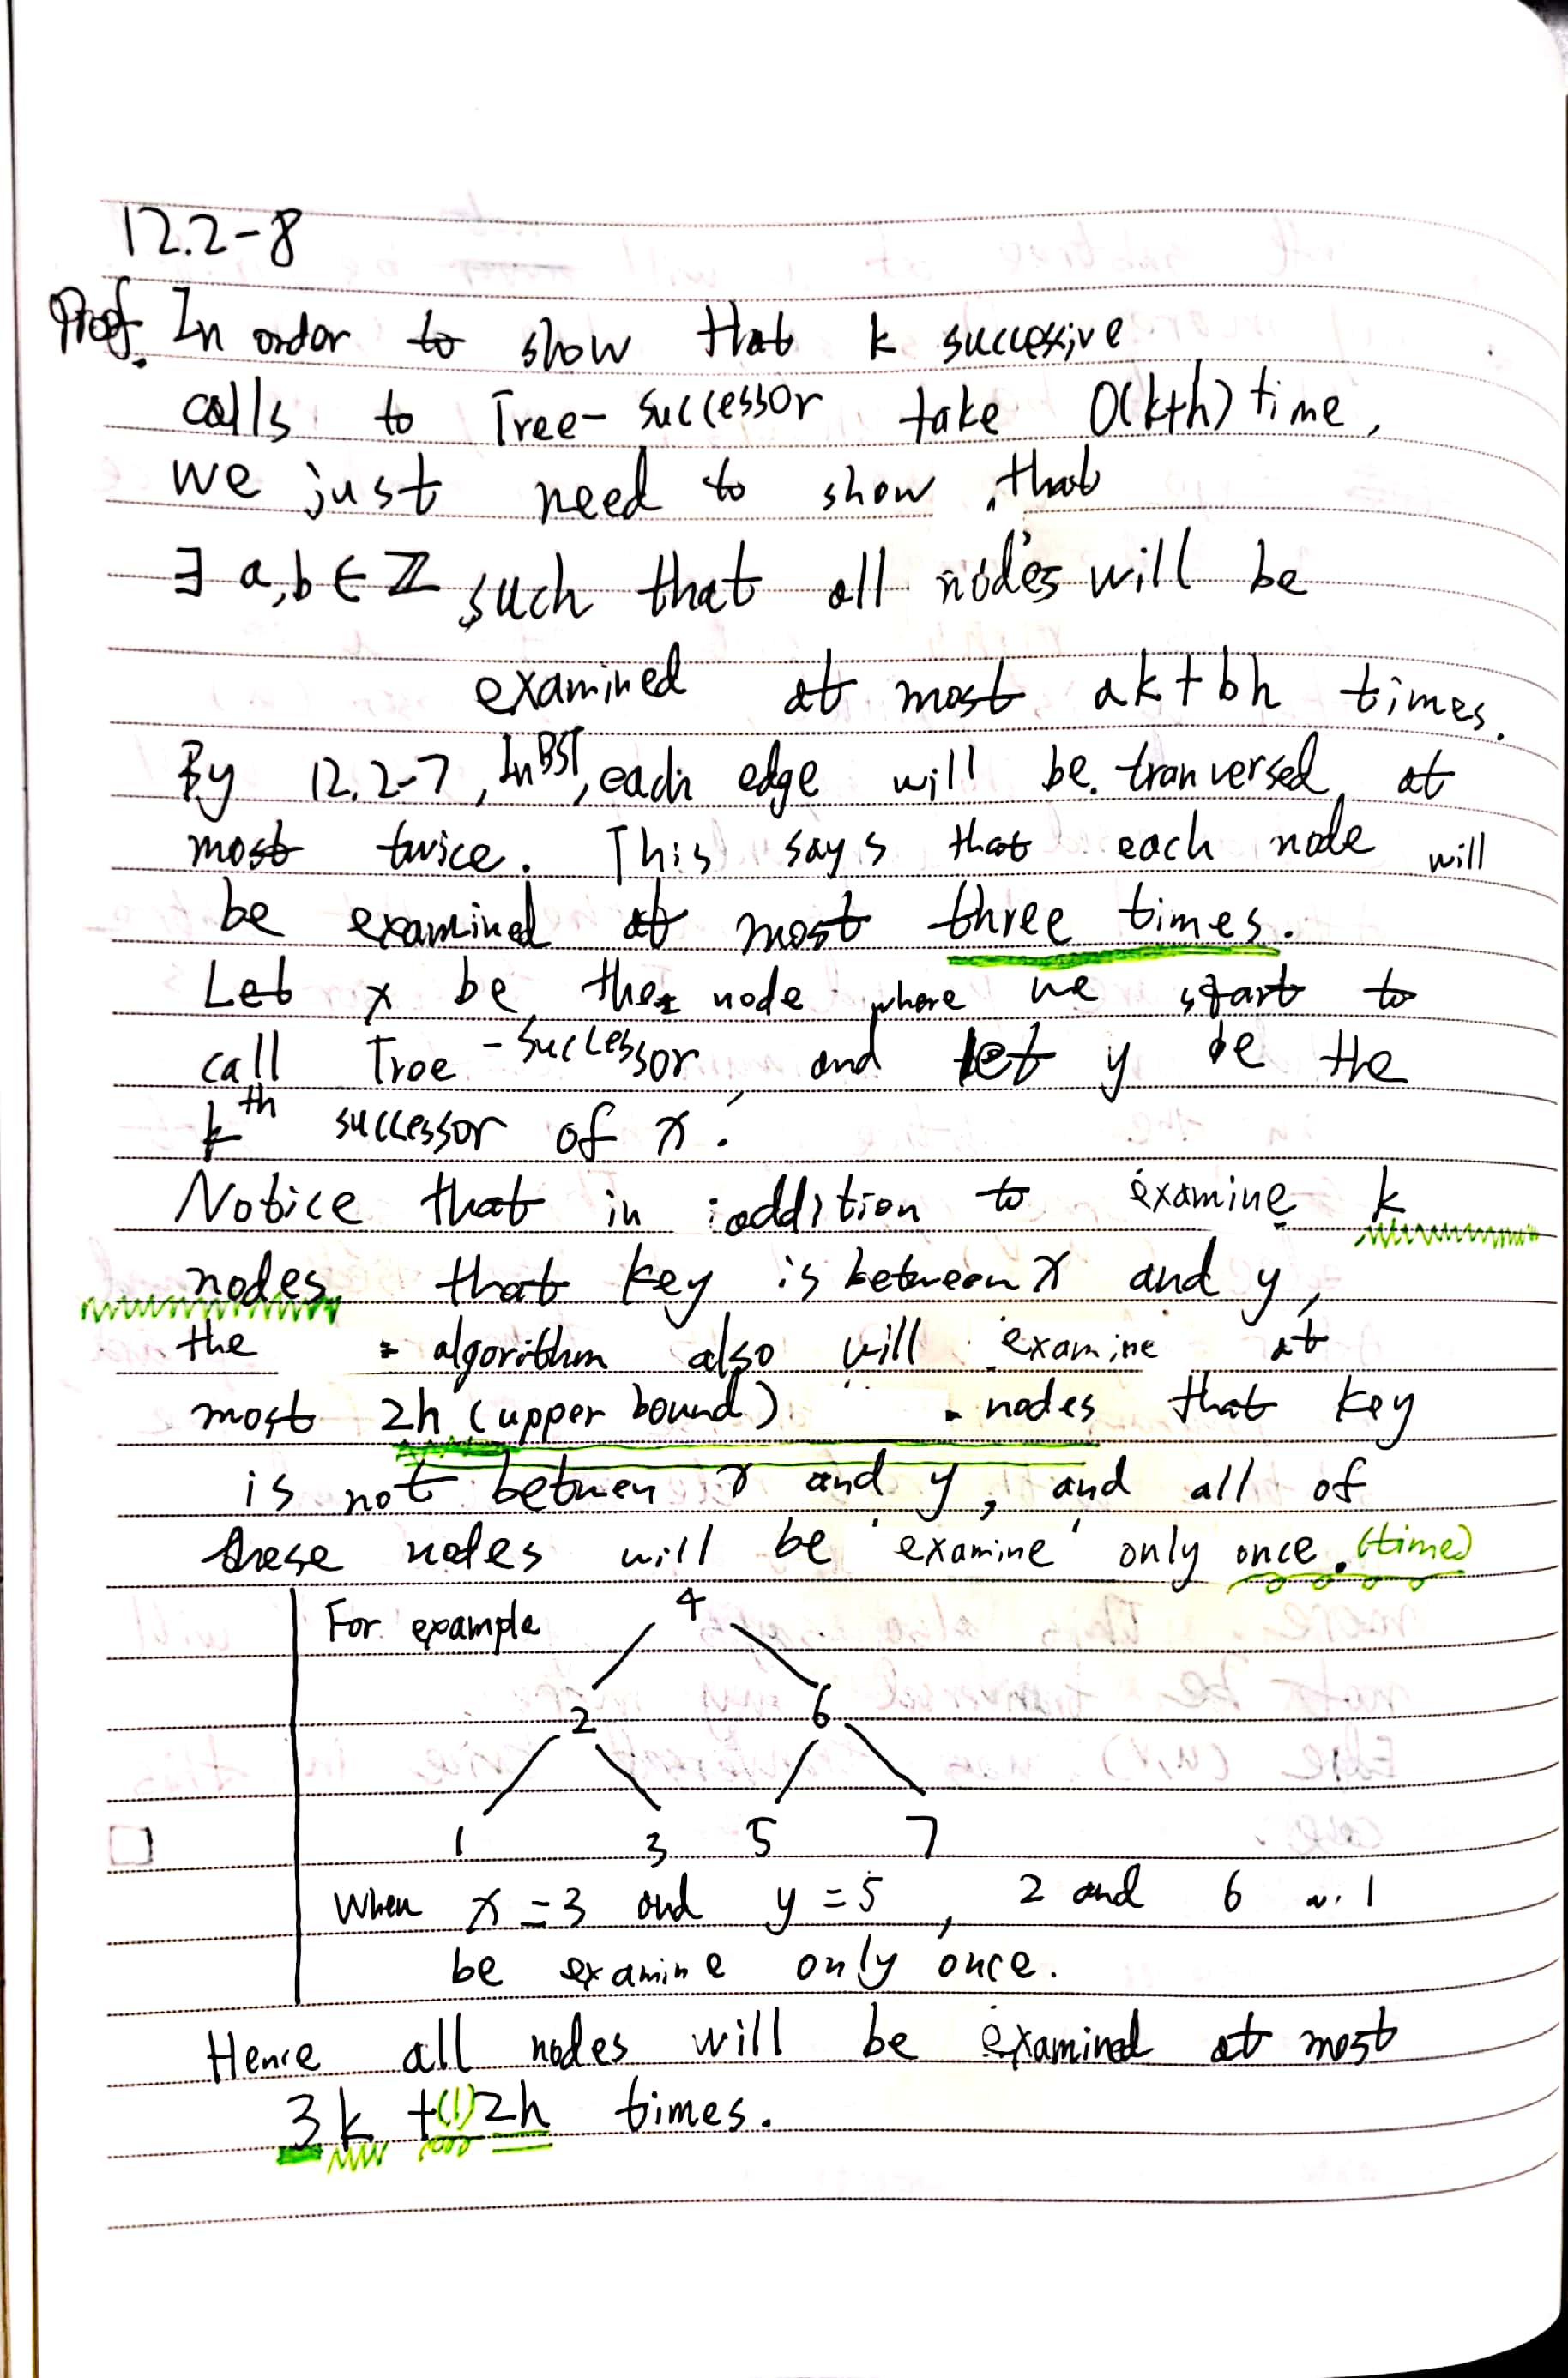 12.2-8
Proof. In order to show that k successive
calls to Tree-Successor take O(k+h) time,
we just need to show that
∃ a,b ∈ ℤ such that all nodes will be
examined at most ak+bh times.
By 12.2-7, In BST, each edge will be tranversed at
most twice. This says that each node will
be examined at most three times.
Let x be the node where we start to
call Tree-Successor, and let y be the
kth successor of x.
Notice that in addition to examine k
nodes that key is between x and y,
the algorithm also will examine at
most 2h (upper bound) nodes that key
is not between x and y, and all of
these nodes will be examine only once. (time)
For example
4
2 6
1 3 5 7
When x=3 and y=5, 2 and 6 will
be examine only once.
Hence all nodes will be examined at most
3k +(1)2h times.